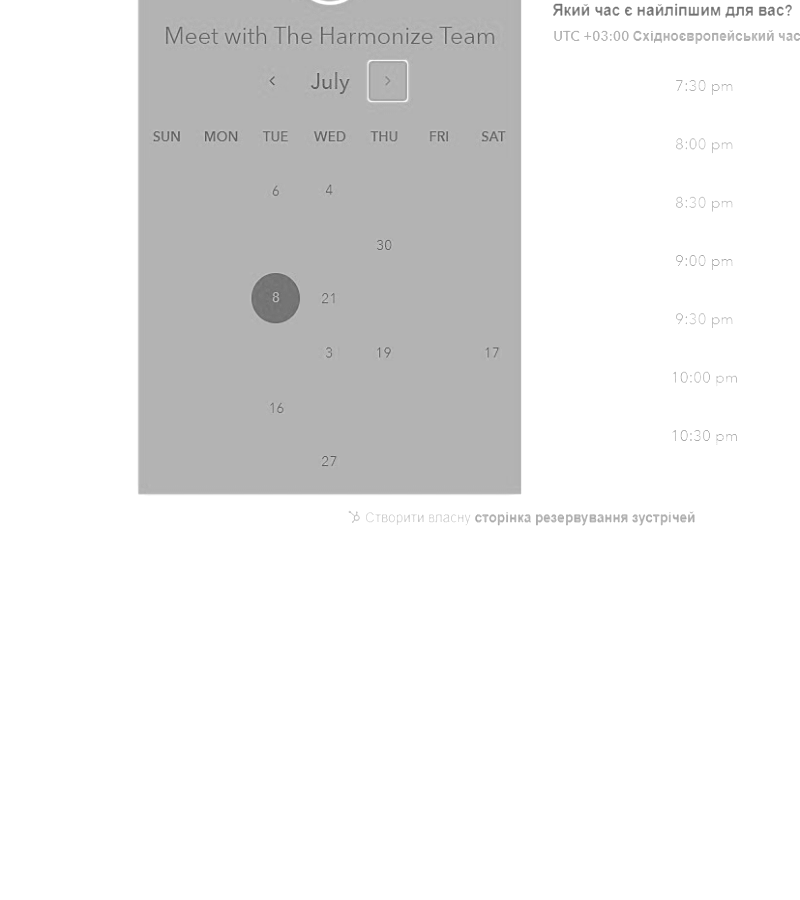 Meet with The Harmonize Team
July
SUN MON TUE WED THU FRI SAT
6 4
30
8 21
3 19 17
16
27
Який час є найліпшим для вас?
UTC +03:00 Східноєвропейський час
7:30 pm
8:00 pm
8:30 pm
9:00 pm
9:30 pm
10:00 pm
10:30 pm
Створити власну сторінка резервування зустрічей